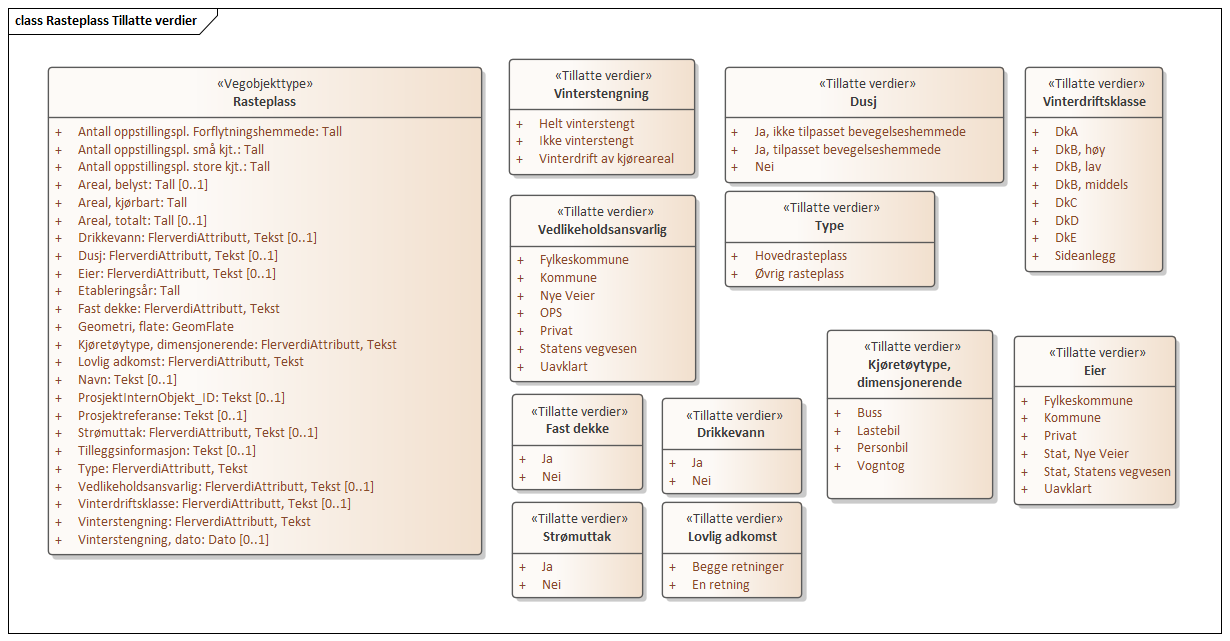 class Rasteplass Tillatte verdier
«Vegobjekttype»
Rasteplass
+ Antall oppstillingspl. Forflytningshemmede: Tall
+ Antall oppstillingspl. små kjt.: Tall
+ Antall oppstillingspl. store kjt.: Tall
+ Areal, belyst: Tall [0..1]
+ Areal, kjørbart: Tall
+ Areal, totalt: Tall [0..1]
+ Drikkevann: FlerverdiAttributt, Tekst [0..1]
+ Dusj: FlerverdiAttributt, Tekst [0..1]
+ Eier: FlerverdiAttributt, Tekst [0..1]
+ Etableringsår: Tall
+ Fast dekke: FlerverdiAttributt, Tekst
+ Geometri, flate: GeomFlate
+ Kjøretøytype, dimensjonerende: FlerverdiAttributt, Tekst
+ Lovlig adkomst: FlerverdiAttributt, Tekst
+ Navn: Tekst [0..1]
+ ProsjektInternObjekt_ID: Tekst [0..1]
+ Prosjektreferanse: Tekst [0..1]
+ Strømuttak: FlerverdiAttributt, Tekst [0..1]
+ Tilleggsinformasjon: Tekst [0..1]
+ Type: FlerverdiAttributt, Tekst
+ Vedlikeholdsansvarlig: FlerverdiAttributt, Tekst [0..1]
+ Vinterdriftsklasse: FlerverdiAttributt, Tekst [0..1]
+ Vinterstengning: FlerverdiAttributt, Tekst
+ Vinterstengning, dato: Dato [0..1]
«Tillatte verdier»
Vinterstengning
+ Helt vinterstengt
+ Ikke vinterstengt
+ Vinterdrift av kjøreareal
«Tillatte verdier»
Vedlikeholdsansvarlig
+ Fylkeskommune
+ Kommune
+ Nye Veier
+ OPS
+ Privat
+ Statens vegvesen
+ Uavklart
«Tillatte verdier»
Fast dekke
+ Ja
+ Nei
«Tillatte verdier»
Strømuttak
+ Ja
+ Nei
«Tillatte verdier»
Drikkevann
+ Ja
+ Nei
«Tillatte verdier»
Lovlig adkomst
+ Begge retninger
+ En retning
«Tillatte verdier»
Dusj
+ Ja, ikke tilpasset bevegelseshemmede
+ Ja, tilpasset bevegelseshemmede
+ Nei
«Tillatte verdier»
Type
+ Hovedrasteplass
+ Øvrig rasteplass
«Tillatte verdier»
Kjøretøytype,
dimensjonerende
+ Buss
+ Lastebil
+ Personbil
+ Vogntog
«Tillatte verdier»
Vinterdriftsklasse
+ DkA
+ DkB, høy
+ DkB, lav
+ DkB, middels
+ DkC
+ DkD
+ DkE
+ Sideanlegg
«Tillatte verdier»
Eier
+ Fylkeskommune
+ Kommune
+ Privat
+ Stat, Nye Veier
+ Stat, Statens vegvesen
+ Uavklart